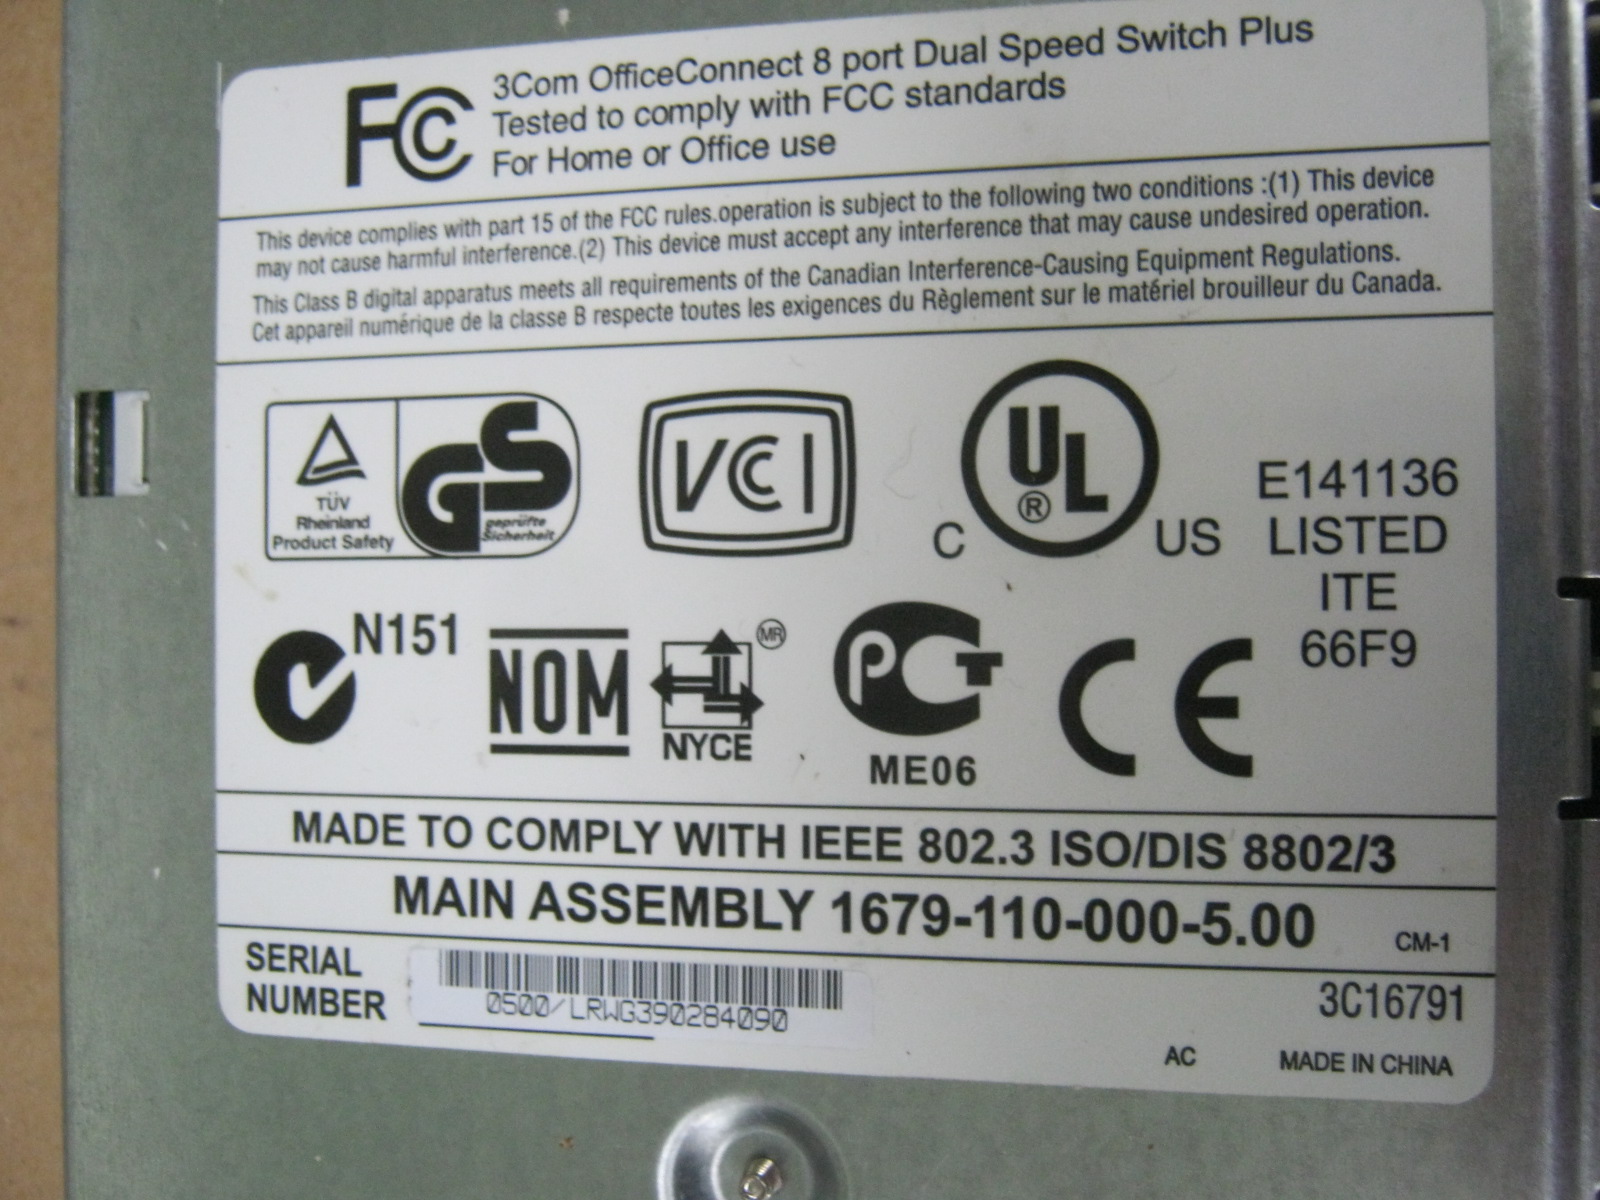 FC
3Com OfficeConnect 8 port Dual Speed Switch Plus
Tested to comply with FCC standards
For Home or Office use
This device complies with part 15 of the FCC rules.operation is subject to the following two conditions :(1) This device
may not cause harmful interference.(2) This device must accept any interference that may cause undesired operation.
This Class B digital apparatus meets all requirements of the Canadian Interference-Causing Equipment Regulations.
Cet appareil numérique de la classe B respecte toutes les exigences du Règlement sur le matériel brouilleur du Canada.
TÜV
Rheinland
Product Safety
GS
geprüfte
Sicherheit
VCI
C UL ® US
E141136
LISTED
ITE
66F9
N151
NOM
NYCE
MR
PCT
ME06
CE
MADE TO COMPLY WITH IEEE 802.3 ISO/DIS 8802/3
MAIN ASSEMBLY 1679-110-000-5.00
CM-1
SERIAL
NUMBER
0500/LRWG390284090
3C16791
AC
MADE IN CHINA